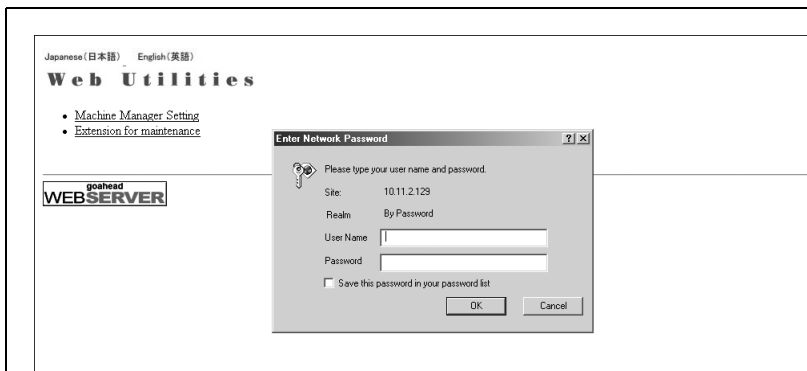 Japanese(日本語) English(英語)
Web Utilities
• Machine Manager Setting
• Extension for maintenance
goahead
WEBSERVER
Enter Network Password
Please type your user name and password.
Site: 10.11.2.129
Realm By Password
User Name
Password
Save this password in your password list
OK Cancel